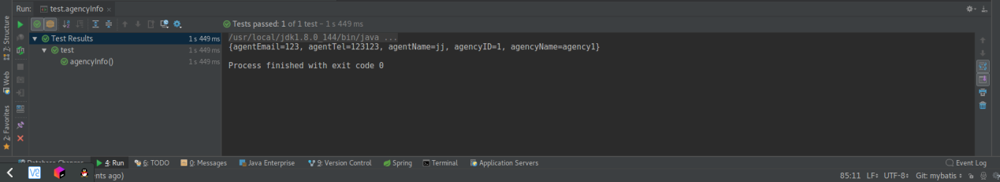 Run: test.agencyInfo
Tests passed: 1 of 1 test – 1 s 449 ms
Test Results 1 s 449 ms
test 1 s 449 ms
agencyInfo() 1 s 449 ms
/usr/local/jdk1.8.0_144/bin/java ...
{agentEmail=123, agentTel=123123, agentName=jj, agencyID=1, agencyName=agency1}
Process finished with exit code 0
7: Structure
Web
2: Favorites
Database Changes 4: Run 6: TODO 0: Messages Java Enterprise 9: Version Control Spring Terminal Application Servers Event Log
ents ago) 85:11 LF UTF-8 Git: mybatis